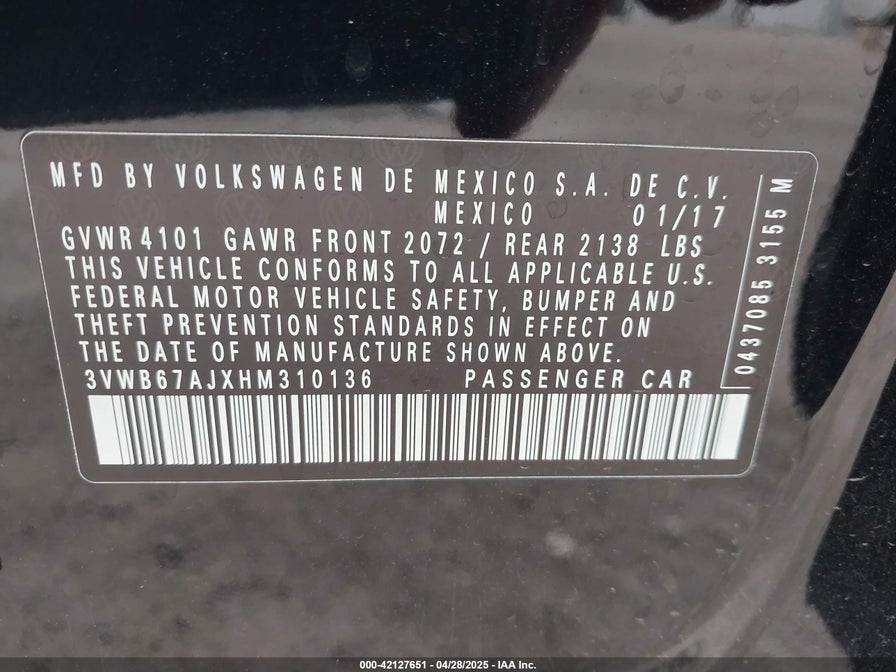 MFD BY VOLKSWAGEN DE MEXICO S.A. DE C.V.
MEXICO 01/17
GVWR 4101 GAWR FRONT 2072 / REAR 2138 LBS
THIS VEHICLE CONFORMS TO ALL APPLICABLE U.S.
FEDERAL MOTOR VEHICLE SAFETY, BUMPER AND
THEFT PREVENTION STANDARDS IN EFFECT ON
THE DATE OF MANUFACTURE SHOWN ABOVE.
3VWB67AJXHM310136 PASSENGER CAR
0437085 3155 M
000-42127651 | 04/28/2025 - IAA Inc.